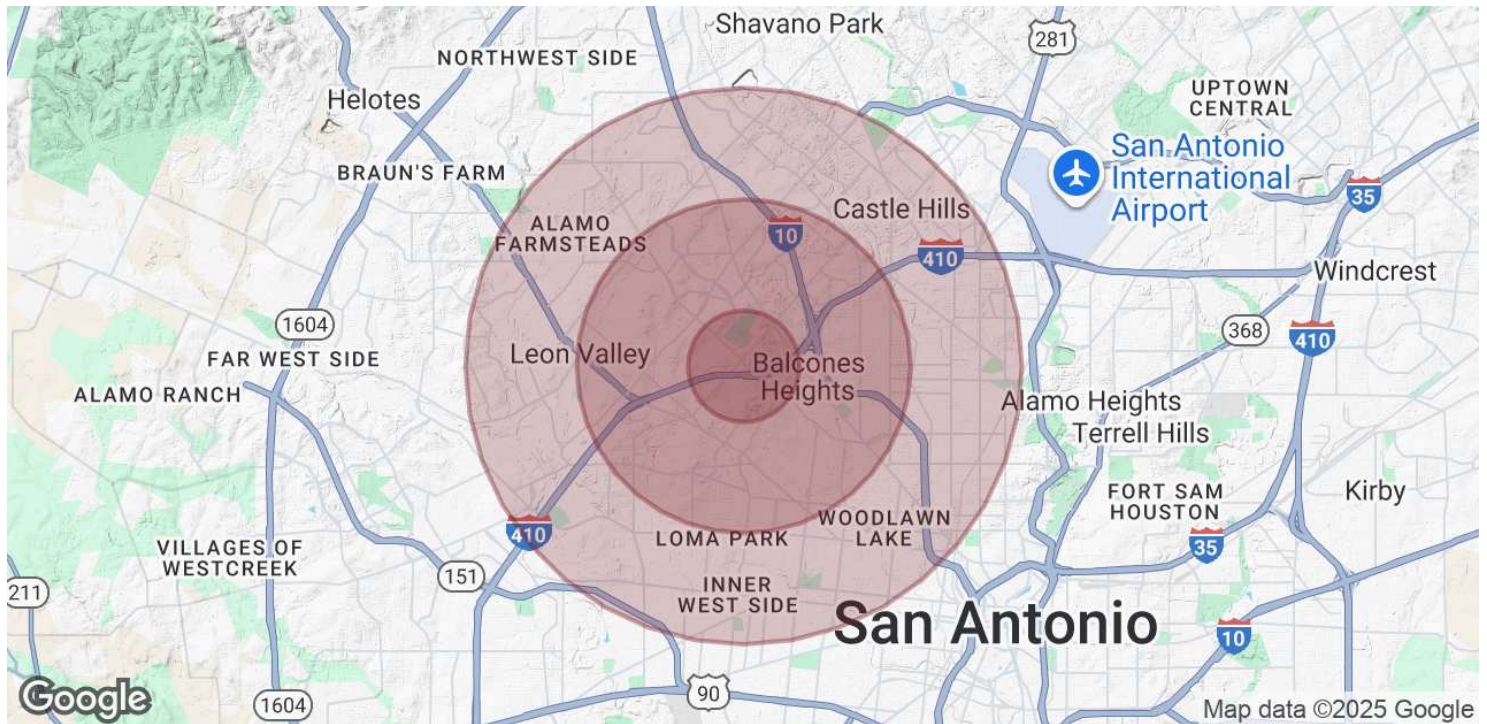 Shavano Park
281
NORTHWEST SIDE
UPTOWN
CENTRAL
Helotes
San Antonio
International
Airport
BRAUN'S FARM
35
Castle Hills
ALAMO
FARMSTEADS
10
410
Windcrest
1604
368
410
Leon Valley
FAR WEST SIDE
Balcones
Heights
ALAMO RANCH
Alamo Heights
Terrell Hills
FORT SAM
HOUSTON
Kirby
WOODLAWN
LAKE
410
LOMA PARK
35
VILLAGES OF
WESTCREEK
151
211
INNER
WEST SIDE
San Antonio
10
90
1604
Google
Map data ©2025 Google